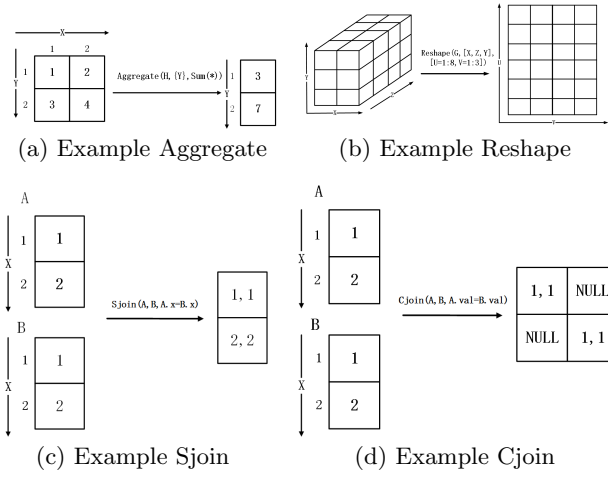 X
1 2
Y
1 1 2
2 3 4
Aggregate(H,{Y},Sum(*))
Y
1 3
2 7
(a) Example Aggregate
Y
X
Z
Reshape(G,[X,Z,Y],
[U=1:8,V=1:3])
U
V
(b) Example Reshape
A
X
1 1
2 2
B
X
1 1
2 2
Sjoin(A,B,A.x=B.x)
1,1
2,2
(c) Example Sjoin
A
X
1 1
2 2
B
X
1 1
2 2
Cjoin(A,B,A.val=B.val)
1,1 NULL
NULL 1,1
(d) Example Cjoin